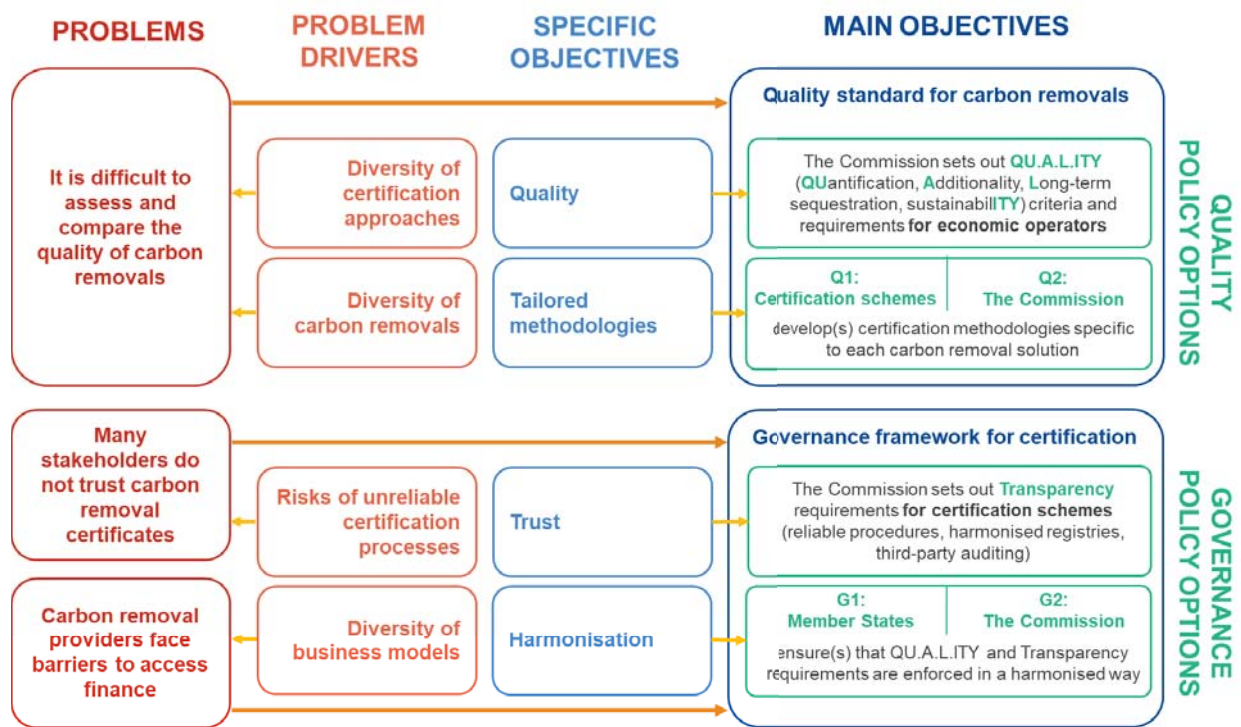 PROBLEMS
PROBLEM
DRIVERS
SPECIFIC
OBJECTIVES
MAIN OBJECTIVES
It is difficult to
assess and
compare the
quality of carbon
removals
Diversity of
certification
approaches
Quality
Quality standard for carbon removals
The Commission sets out QU.A.L.ITY
(QUantification, Additionality, Long-term
sequestration, sustainabilITY) criteria and
requirements for economic operators
Diversity of
carbon removals
Tailored
methodologies
Q1:
Certification schemes
Q2:
The Commission
develop(s) certification methodologies specific
to each carbon removal solution
QUALITY
POLICY OPTIONS
Many
stakeholders do
not trust carbon
removal
certificates
Risks of unreliable
certification
processes
Trust
Governance framework for certification
The Commission sets out Transparency
requirements for certification schemes
(reliable procedures, harmonised registries,
third-party auditing)
Carbon removal
providers face
barriers to access
finance
Diversity of
business models
Harmonisation
G1:
Member States
G2:
The Commission
ensure(s) that QU.A.L.ITY and Transparency
requirements are enforced in a harmonised way
GOVERNANCE
POLICY OPTIONS